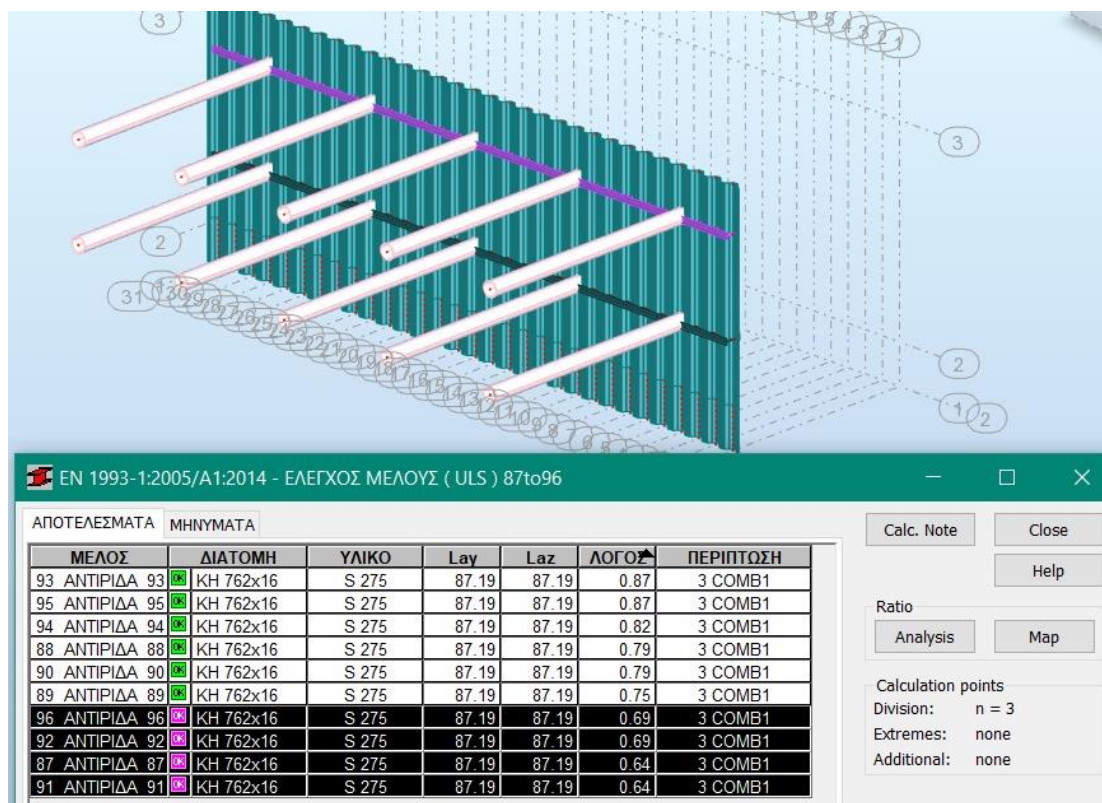 3
3
2
2
1 2
31
EN 1993-1:2005/A1:2014 - ΕΛΕΓΧΟΣ ΜΕΛΟΥΣ ( ULS ) 87to96
ΑΠΟΤΕΛΕΣΜΑΤΑ ΜΗΝΥΜΑΤΑ
ΜΕΛΟΣ ΔΙΑΤΟΜΗ ΥΛΙΚΟ Lay Laz ΛΟΓΟΣ ΠΕΡΙΠΤΩΣΗ
93 ΑΝΤΙΡΙΔΑ 93 OK ΚΗ 762x16 S 275 87.19 87.19 0.87 3 COMB1
95 ΑΝΤΙΡΙΔΑ 95 OK ΚΗ 762x16 S 275 87.19 87.19 0.87 3 COMB1
94 ΑΝΤΙΡΙΔΑ 94 OK ΚΗ 762x16 S 275 87.19 87.19 0.82 3 COMB1
88 ΑΝΤΙΡΙΔΑ 88 OK ΚΗ 762x16 S 275 87.19 87.19 0.79 3 COMB1
90 ΑΝΤΙΡΙΔΑ 90 OK ΚΗ 762x16 S 275 87.19 87.19 0.79 3 COMB1
89 ΑΝΤΙΡΙΔΑ 89 OK ΚΗ 762x16 S 275 87.19 87.19 0.75 3 COMB1
96 ΑΝΤΙΡΙΔΑ 96 OK ΚΗ 762x16 S 275 87.19 87.19 0.69 3 COMB1
92 ΑΝΤΙΡΙΔΑ 92 OK ΚΗ 762x16 S 275 87.19 87.19 0.69 3 COMB1
87 ΑΝΤΙΡΙΔΑ 87 OK ΚΗ 762x16 S 275 87.19 87.19 0.64 3 COMB1
91 ΑΝΤΙΡΙΔΑ 91 OK ΚΗ 762x16 S 275 87.19 87.19 0.64 3 COMB1
Calc. Note Close
Help
Ratio
Analysis Map
Calculation points
Division: n = 3
Extremes: none
Additional: none